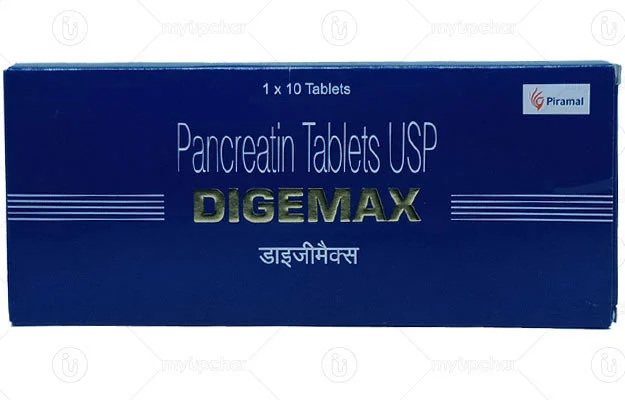 1 x 10 Tablets
Piramal
Pancreatin Tablets USP
DIGEMAX
डाइजीमैक्स